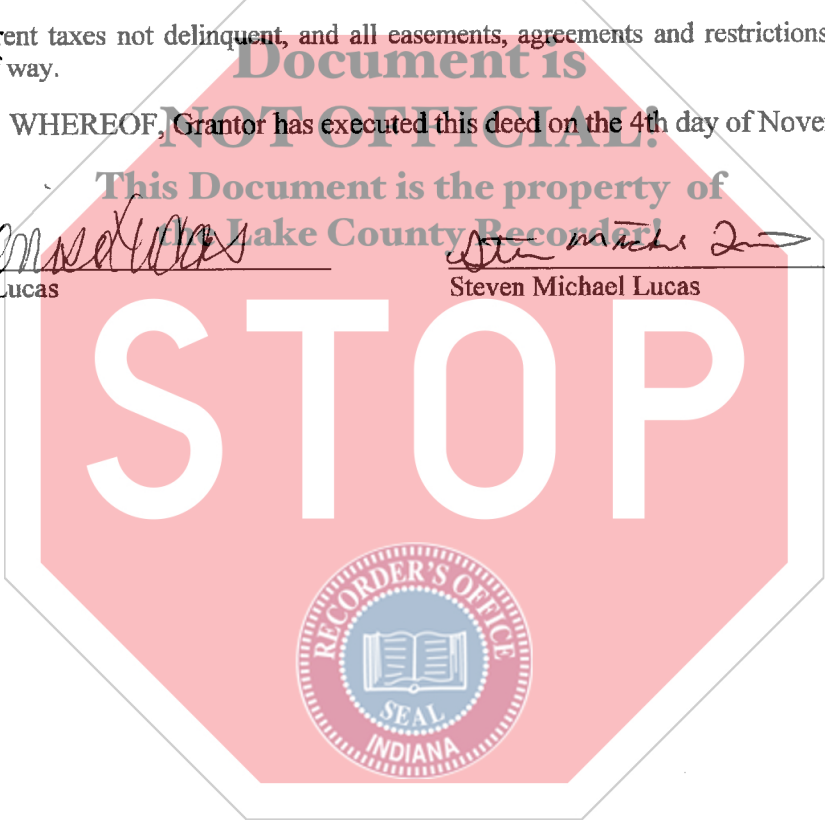 rent taxes not delinquent, and all easements, agreements and restrictions
way.
Document is
WHEREOF, Grantor has executed this deed on the 4th day of Nove
NOT OFFICIAL!
This Document is the property of
the Lake County Recorder!
Lucas
Steven Michael Lucas
STOP
RECORDER'S OFFICE
SEAL
INDIANA